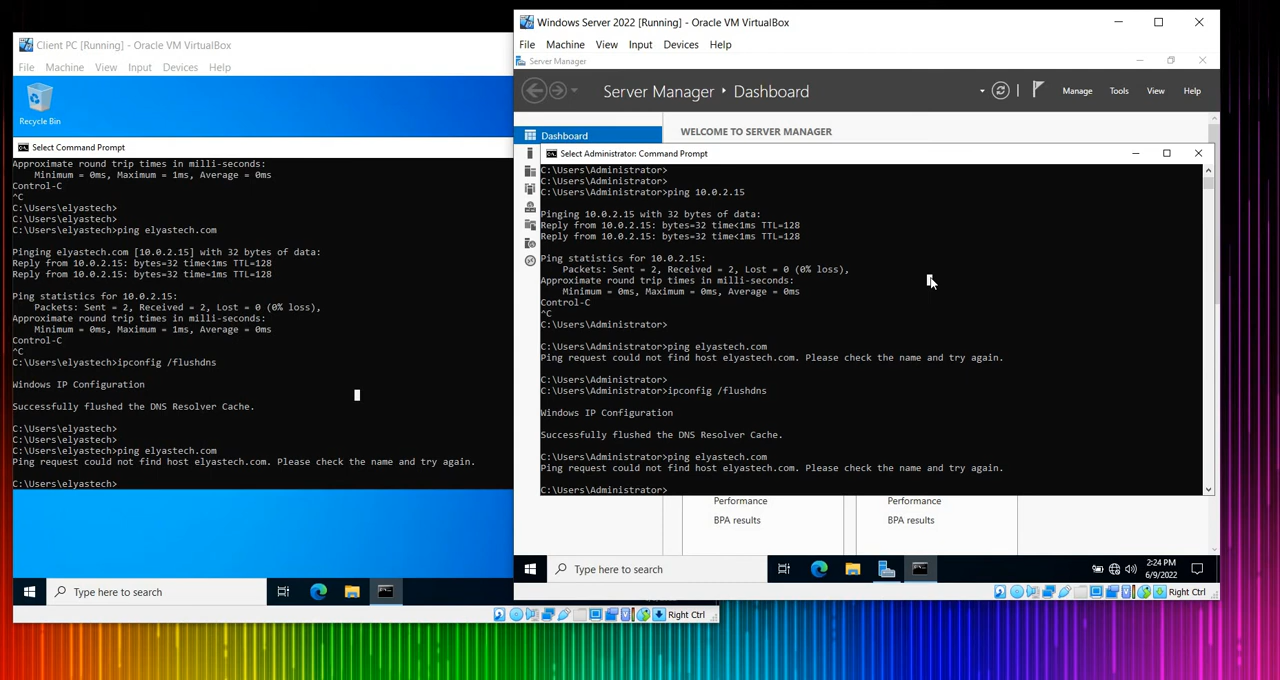 Client PC [Running] - Oracle VM VirtualBox
File Machine View Input Devices Help
Recycle Bin
Select Command Prompt
Approximate round trip times in milli-seconds:
Minimum = 0ms, Maximum = 1ms, Average = 0ms
Control-C
^C
C:\Users\elyastech>
C:\Users\elyastech>
C:\Users\elyastech>ping elyastech.com
Pinging elyastech.com [10.0.2.15] with 32 bytes of data:
Reply from 10.0.2.15: bytes=32 time<1ms TTL=128
Reply from 10.0.2.15: bytes=32 time=1ms TTL=128
Ping statistics for 10.0.2.15:
Packets: Sent = 2, Received = 2, Lost = 0 (0% loss),
Approximate round trip times in milli-seconds:
Minimum = 0ms, Maximum = 1ms, Average = 0ms
Control-C
^C
C:\Users\elyastech>ipconfig /flushdns
Windows IP Configuration
Successfully flushed the DNS Resolver Cache.
C:\Users\elyastech>
C:\Users\elyastech>
C:\Users\elyastech>ping elyastech.com
Ping request could not find host elyastech.com. Please check the name and try again.
C:\Users\elyastech>
Type here to search
Right Ctrl
Windows Server 2022 [Running] - Oracle VM VirtualBox
File Machine View Input Devices Help
Server Manager
Server Manager ‣ Dashboard
Manage Tools View Help
Dashboard
WELCOME TO SERVER MANAGER
Select Administrator: Command Prompt
C:\Users\Administrator>
C:\Users\Administrator>
C:\Users\Administrator>ping 10.0.2.15
Pinging 10.0.2.15 with 32 bytes of data:
Reply from 10.0.2.15: bytes=32 time<1ms TTL=128
Reply from 10.0.2.15: bytes=32 time<1ms TTL=128
Ping statistics for 10.0.2.15:
Packets: Sent = 2, Received = 2, Lost = 0 (0% loss),
Approximate round trip times in milli-seconds:
Minimum = 0ms, Maximum = 0ms, Average = 0ms
Control-C
^C
C:\Users\Administrator>
C:\Users\Administrator>ping elyastech.com
Ping request could not find host elyastech.com. Please check the name and try again.
C:\Users\Administrator>
C:\Users\Administrator>ipconfig /flushdns
Windows IP Configuration
Successfully flushed the DNS Resolver Cache.
C:\Users\Administrator>ping elyastech.com
Ping request could not find host elyastech.com. Please check the name and try again.
C:\Users\Administrator>
Performance Performance
BPA results BPA results
Type here to search
2:24 PM
6/9/2022
Right Ctrl